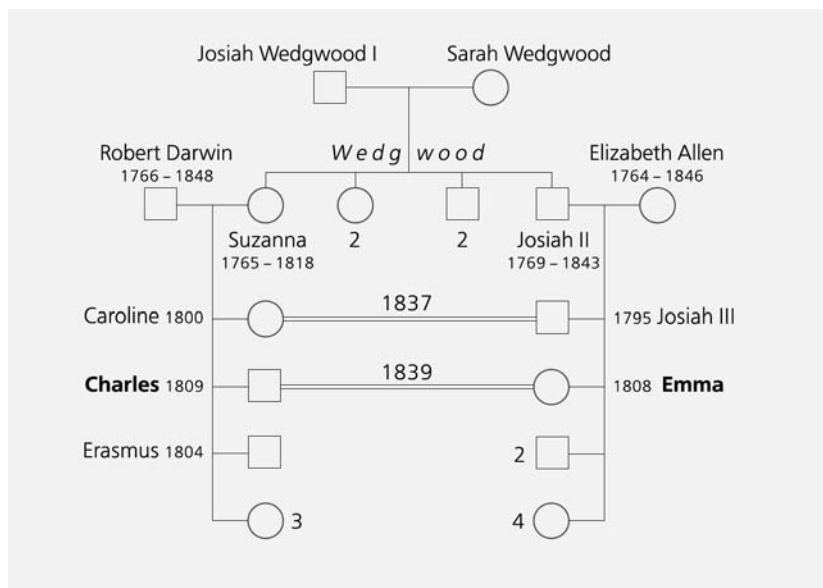 Josiah Wedgwood I
Sarah Wedgwood
Wedgwood
Robert Darwin
1766 – 1848
Elizabeth Allen
1764 – 1846
Suzanna
1765 – 1818
2
2
Josiah II
1769 – 1843
Caroline 1800
1837
1795 Josiah III
Charles 1809
1839
1808 Emma
Erasmus 1804
2
3
4